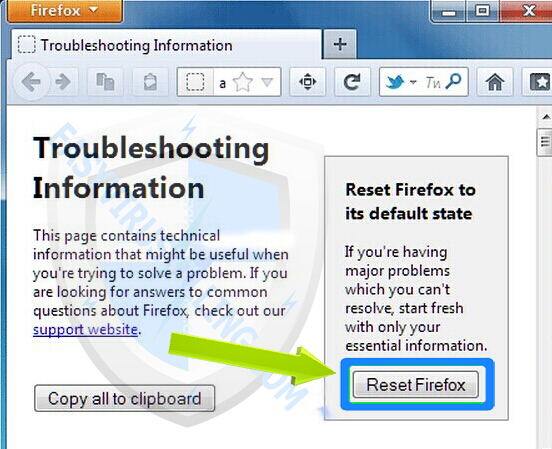 Firefox
Troubleshooting Information
a
Ти
Troubleshooting
Information
This page contains technical
information that might be useful when
you're trying to solve a problem. If you
are looking for answers to common
questions about Firefox, check out our
support website.
Copy all to clipboard
Reset Firefox to
its default state
If you're having
major problems
which you can't
resolve, start fresh
with only your
essential information.
Reset Firefox